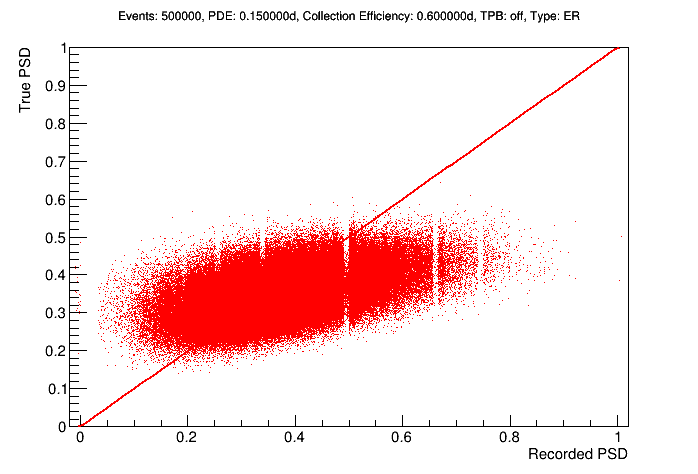 Events: 500000, PDE: 0.150000d, Collection Efficiency: 0.600000d, TPB: off, Type: ER
True PSD
1
0.9
0.8
0.7
0.6
0.5
0.4
0.3
0.2
0.1
0
0 0.2 0.4 0.6 0.8 1
Recorded PSD